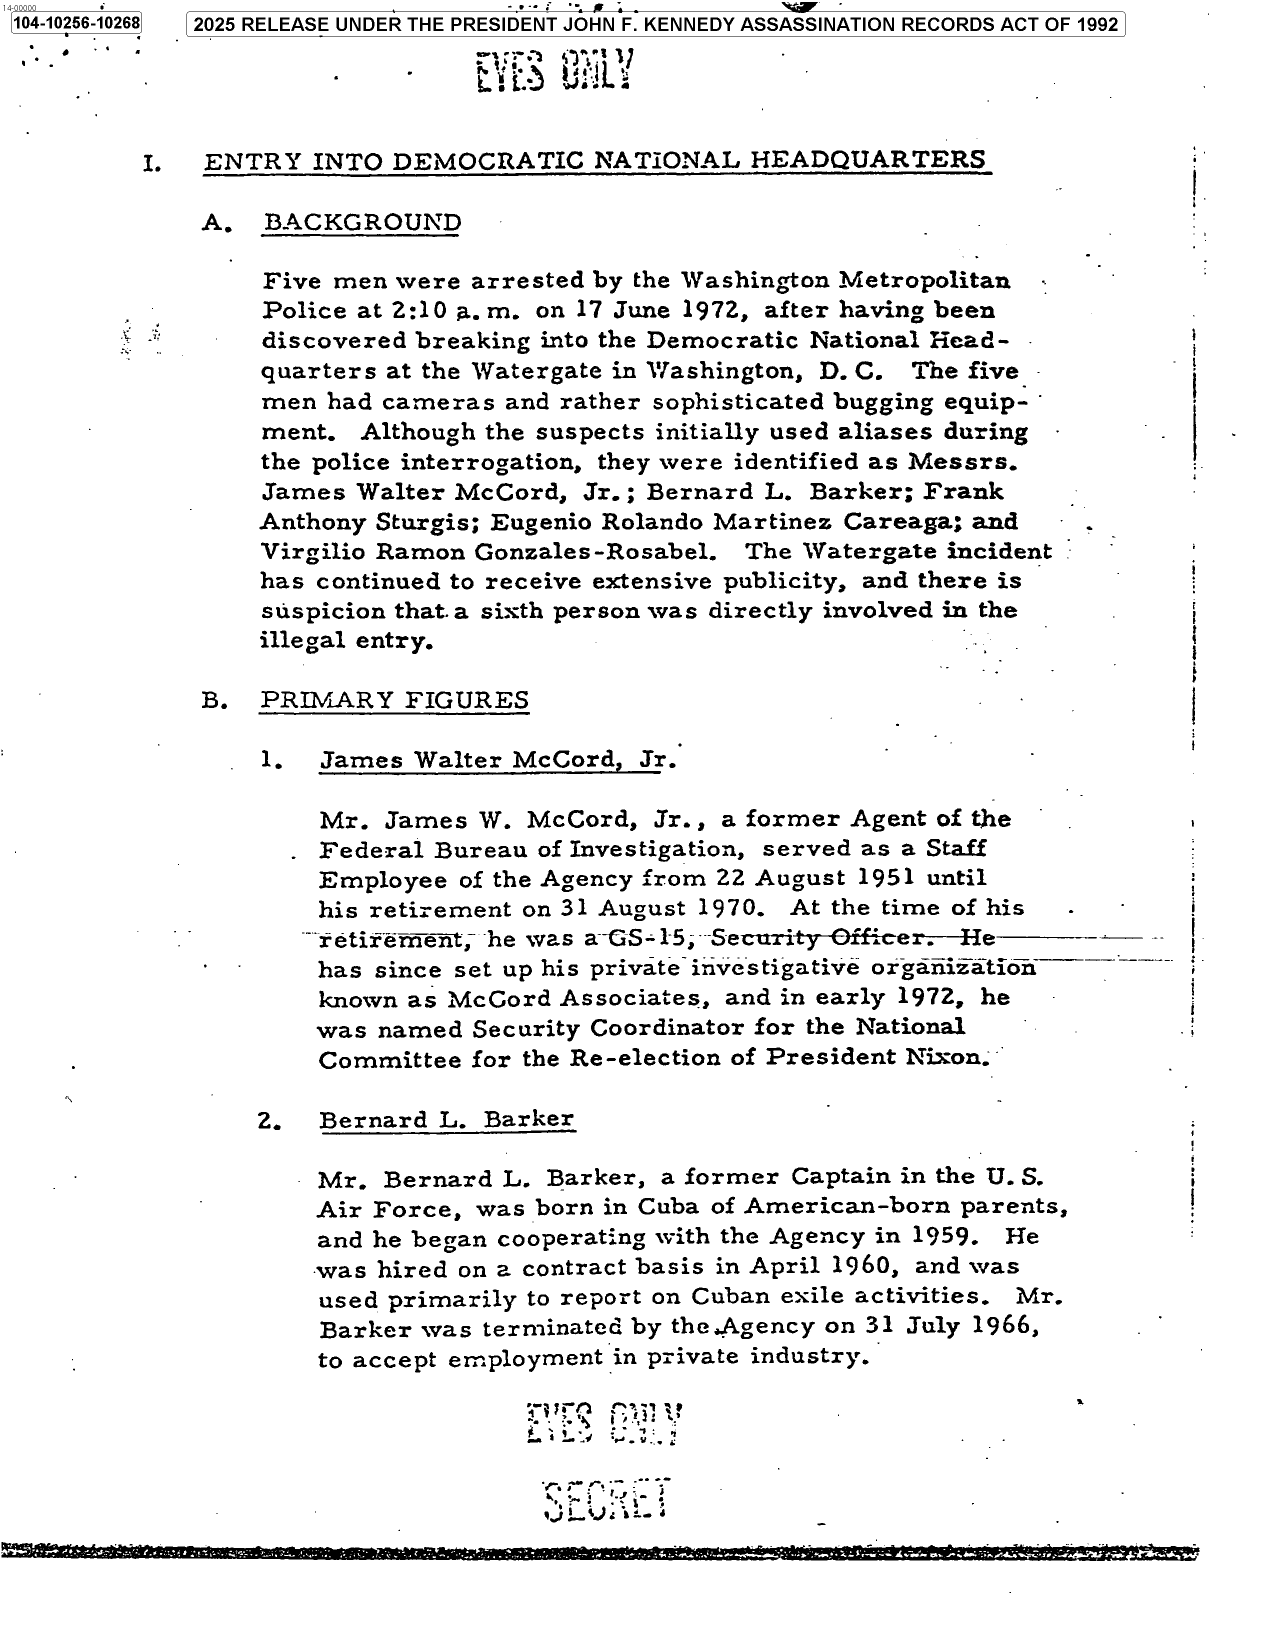 14-00000
104-10256-10268
2025 RELEASE UNDER THE PRESIDENT JOHN F. KENNEDY ASSASSINATION RECORDS ACT OF 1992
EYES ONLY
I. ENTRY INTO DEMOCRATIC NATIONAL HEADQUARTERS
A. BACKGROUND
Five men were arrested by the Washington Metropolitan
Police at 2:10 a.m. on 17 June 1972, after having been
discovered breaking into the Democratic National Head-
quarters at the Watergate in Washington, D.C. The five
men had cameras and rather sophisticated bugging equip-
ment. Although the suspects initially used aliases during
the police interrogation, they were identified as Messrs.
James Walter McCord, Jr.; Bernard L. Barker; Frank
Anthony Sturgis; Eugenio Rolando Martinez Careaga; and
Virgilio Ramon Gonzales-Rosabel. The Watergate incident
has continued to receive extensive publicity, and there is
suspicion that a sixth person was directly involved in the
illegal entry.
B. PRIMARY FIGURES
1. James Walter McCord, Jr.
Mr. James W. McCord, Jr., a former Agent of the
Federal Bureau of Investigation, served as a Staff
Employee of the Agency from 22 August 1951 until
his retirement on 31 August 1970. At the time of his
retirement, he was a GS-15, Security Officer. He
has since set up his private investigative organization
known as McCord Associates, and in early 1972, he
was named Security Coordinator for the National
Committee for the Re-election of President Nixon.
2. Bernard L. Barker
Mr. Bernard L. Barker, a former Captain in the U.S.
Air Force, was born in Cuba of American-born parents,
and he began cooperating with the Agency in 1959. He
was hired on a contract basis in April 1960, and was
used primarily to report on Cuban exile activities. Mr.
Barker was terminated by the Agency on 31 July 1966,
to accept employment in private industry.
EYES ONLY
SECRET